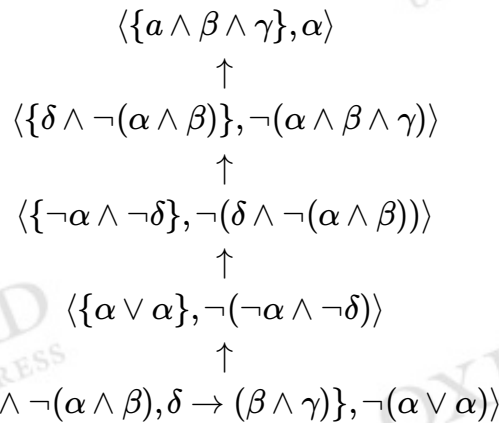 ⟨{a ∧ β ∧ γ}, α⟩
↑
⟨{δ ∧ ¬(α ∧ β)}, ¬(α ∧ β ∧ γ)⟩
↑
⟨{¬α ∧ ¬δ}, ¬(δ ∧ ¬(α ∧ β))⟩
↑
⟨{α ∨ α}, ¬(¬α ∧ ¬δ)⟩
↑
∧ ¬(α ∧ β), δ → (β ∧ γ)}, ¬(α ∨ α)⟩